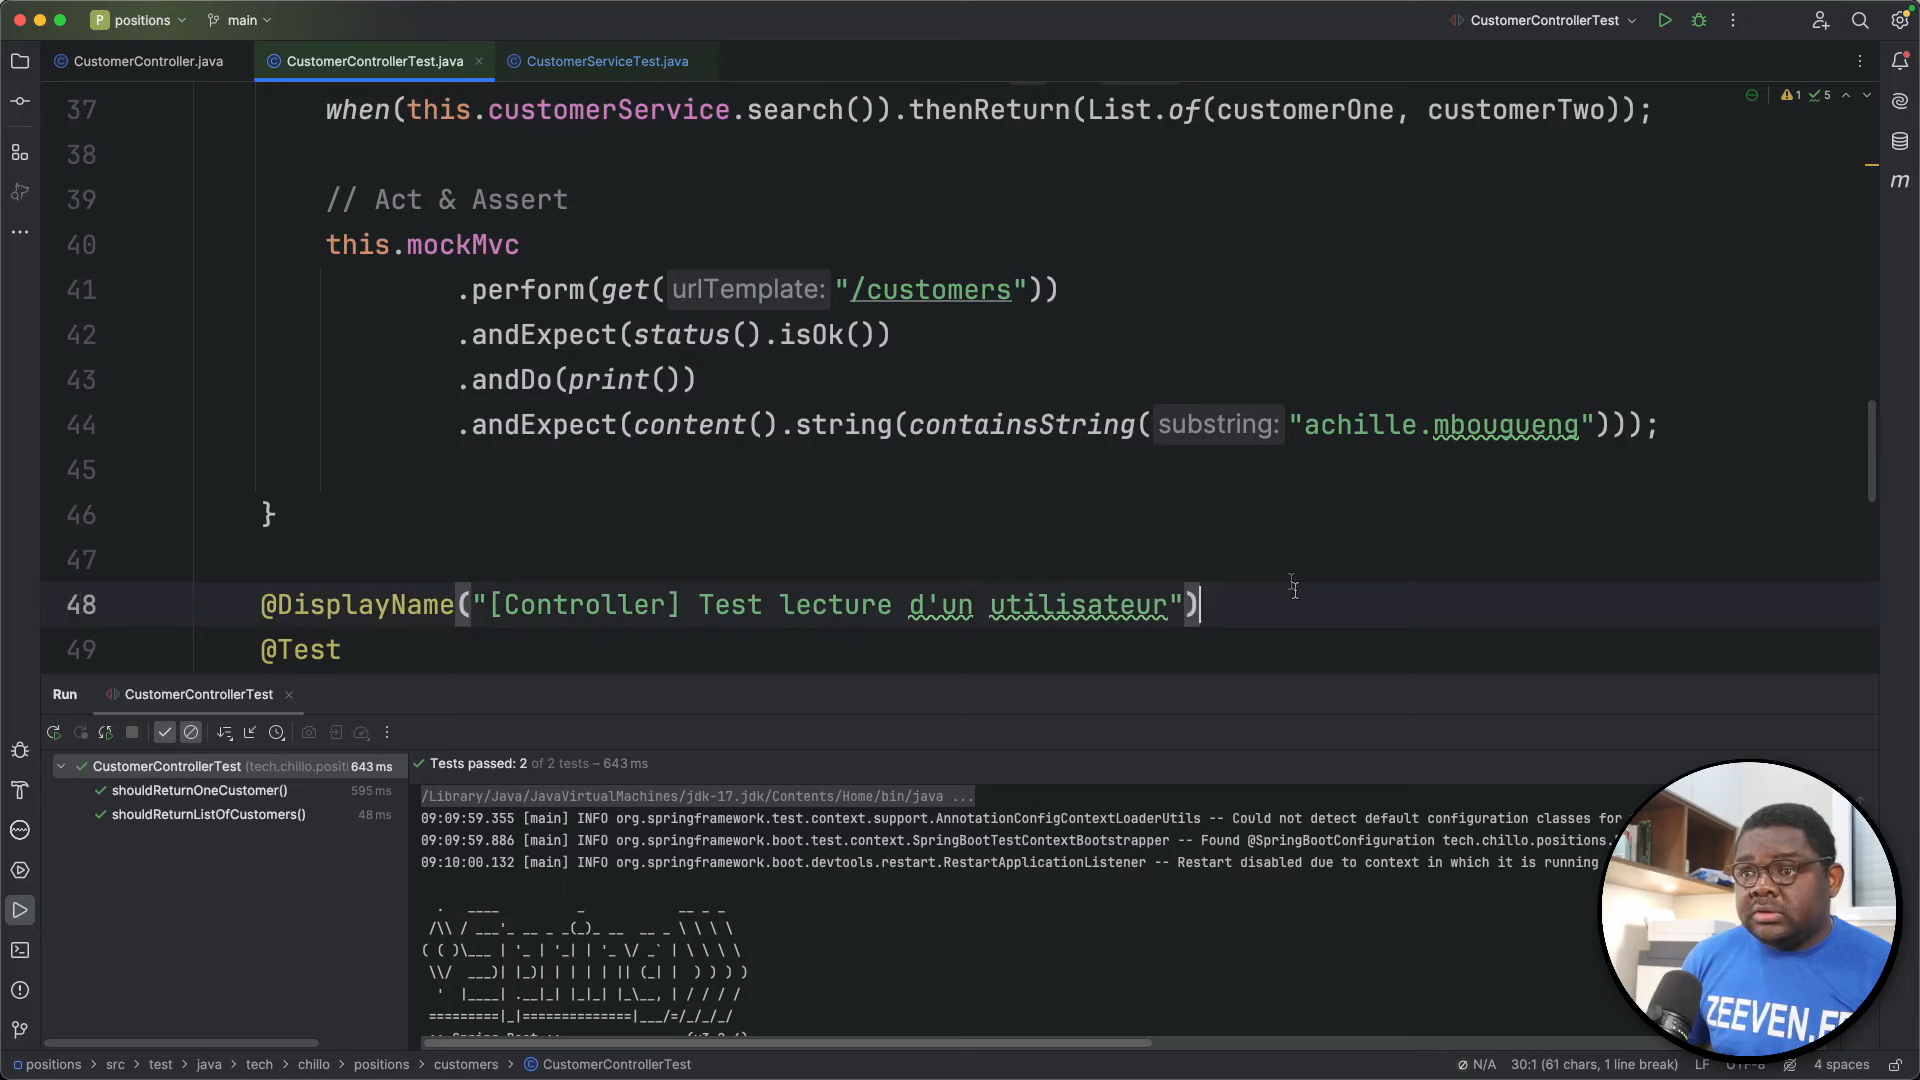 P positions main CustomerControllerTest
CustomerController.java CustomerControllerTest.java CustomerServiceTest.java
37 when(this.customerService.search()).thenReturn(List.of(customerOne, customerTwo)); 1 5
38
39 // Act & Assert
40 this.mockMvc
41 .perform(get( urlTemplate: "/customers"))
42 .andExpect(status().isOk())
43 .andDo(print())
44 .andExpect(content().string(containsString( substring: "achille.mbougueng")));
45
46 }
47
48 @DisplayName("[Controller] Test lecture d'un utilisateur")
49 @Test
Run CustomerControllerTest
CustomerControllerTest (tech.chillo.positi 643 ms
shouldReturnOneCustomer() 595 ms
shouldReturnListOfCustomers() 48 ms
Tests passed: 2 of 2 tests – 643 ms
/Library/Java/JavaVirtualMachines/jdk-17.jdk/Contents/Home/bin/java ...
09:09:59.355 [main] INFO org.springframework.test.context.support.AnnotationConfigContextLoaderUtils -- Could not detect default configuration classes for
09:09:59.886 [main] INFO org.springframework.boot.test.context.SpringBootTestContextBootstrapper -- Found @SpringBootConfiguration tech.chillo.positions.
09:10:00.132 [main] INFO org.springframework.boot.devtools.restart.RestartApplicationListener -- Restart disabled due to context in which it is running
ZEEVEN.F
positions > src > test > java > tech > chillo > positions > customers > CustomerControllerTest N/A 30:1 (61 chars, 1 line break) LF UTF-8 4 spaces